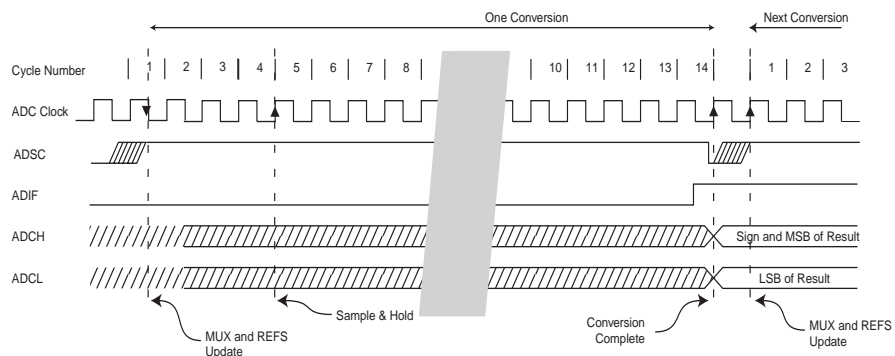 One Conversion
Next Conversion
Cycle Number
1 2 3 4 5 6 7 8 10 11 12 13 14 1 2 3
ADC Clock
ADSC
ADIF
ADCH
Sign and MSB of Result
ADCL
LSB of Result
MUX and REFS
Update
Sample & Hold
Conversion
Complete
MUX and REFS
Update